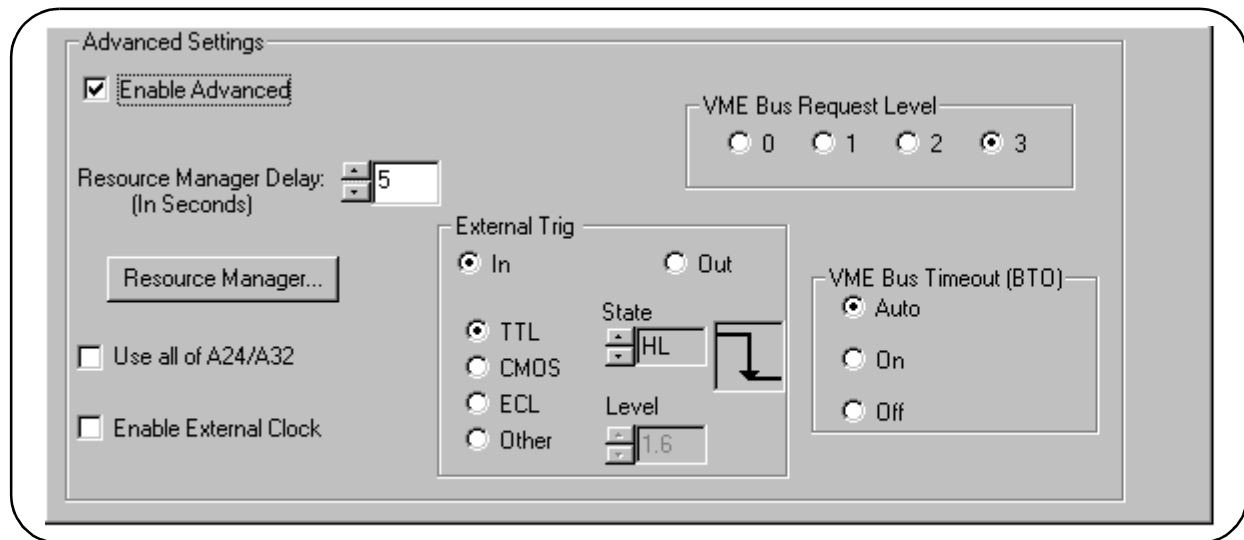 Advanced Settings
Enable Advanced
VME Bus Request Level
0 1 2 3
Resource Manager Delay: 5
(In Seconds)
External Trig
In Out
Resource Manager...
VME Bus Timeout (BTO)
Auto
State
TTL
HL
Use all of A24/A32
CMOS
On
ECL
Level
Off
Enable External Clock
Other
1.6